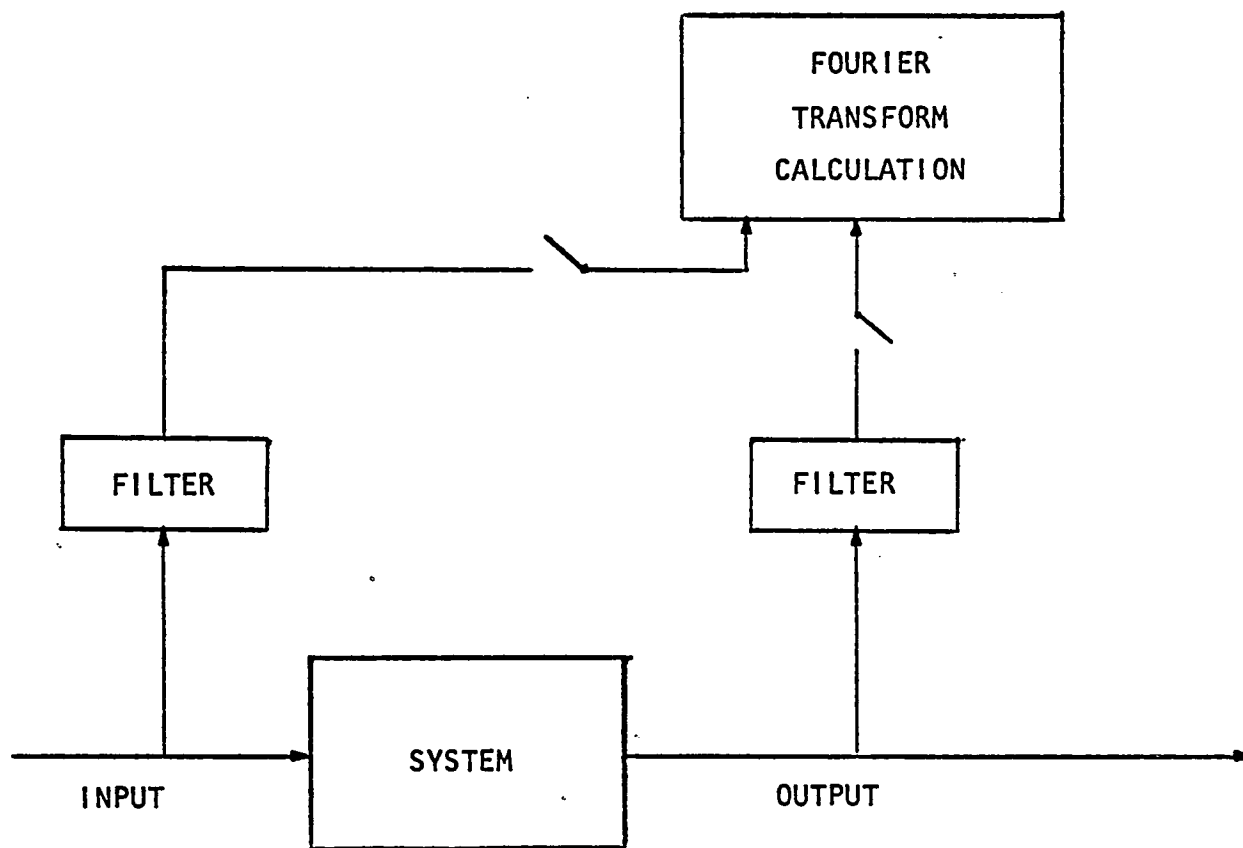 FOURIER
TRANSFORM
CALCULATION
FILTER
FILTER
SYSTEM
INPUT
OUTPUT